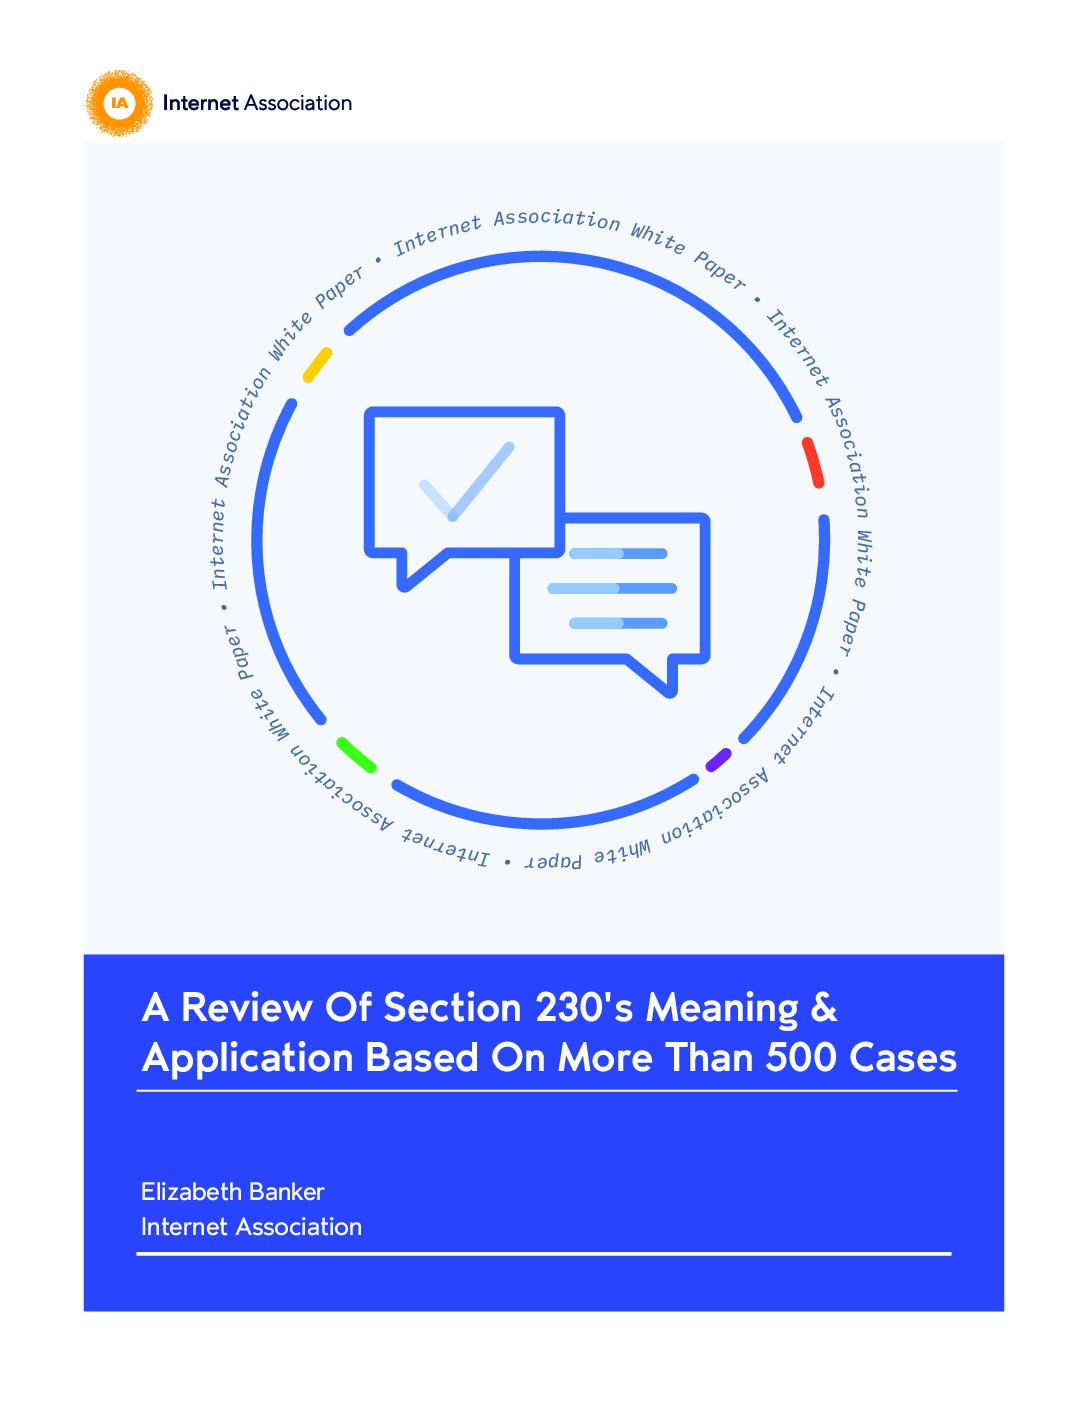 IA
Internet Association
Internet Association White Paper • Internet Association White Paper • Internet Association White Paper • Internet Association White Paper • Internet Association White Paper •
A Review Of Section 230's Meaning &
Application Based On More Than 500 Cases
Elizabeth Banker
Internet Association